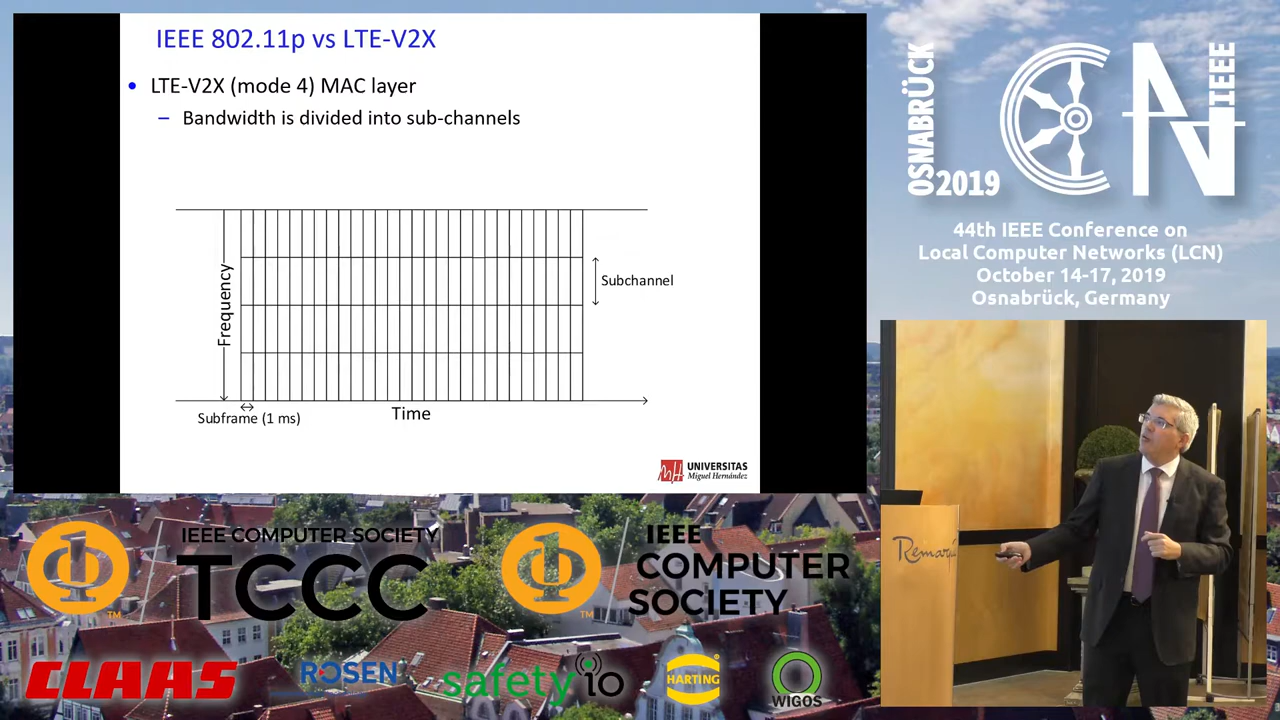 IEEE 802.11p vs LTE-V2X
• LTE-V2X (mode 4) MAC layer
– Bandwidth is divided into sub-channels
Frequency
Subchannel
Subframe (1 ms)
Time
UNIVERSITAS
Miguel Hernández
OSNABRÜCK
2019
IEEE
44th IEEE Conference on
Local Computer Networks (LCN)
October 14-17, 2019
Osnabrück, Germany
IEEE COMPUTER SOCIETY
TCCC
TM
IEEE
COMPUTER
SOCIETY
TM
CLAAS
ROSEN
safety io
HARTING
WIGOS